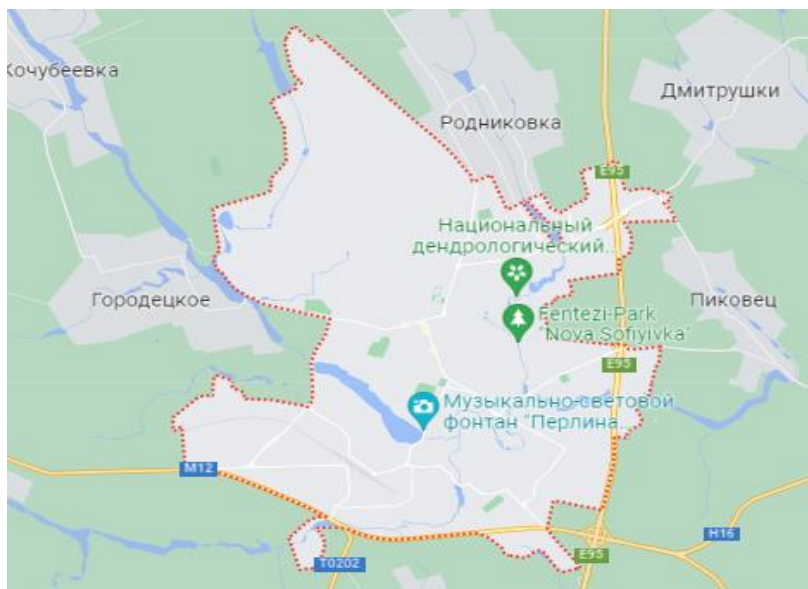 Кочубеевка
Дмитрушки
Родниковка
E95
Национальный
дендрологический...
Городецкое
Пиковец
Fentezi-Park
"Nova Sofiyivka"
E95
Музыкально-световой
фонтан "Перлина...
M12
H16
E95
T0202